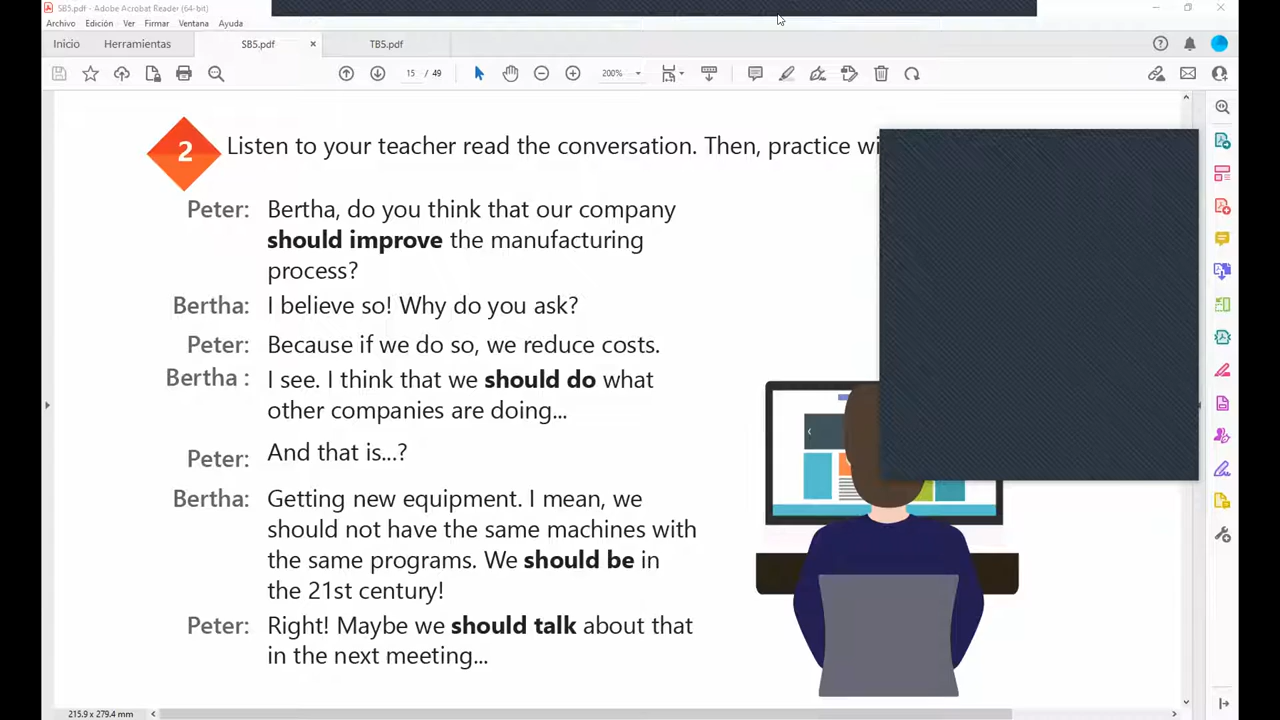 SB5.pdf - Adobe Acrobat Reader (64-bit)
Archivo Edición Ver Firmar Ventana Ayuda
Inicio Herramientas SB5.pdf × TB5.pdf
15 / 49 200%
2 Listen to your teacher read the conversation. Then, practice wi
Peter: Bertha, do you think that our company
should improve the manufacturing
process?
Bertha: I believe so! Why do you ask?
Peter: Because if we do so, we reduce costs.
Bertha : I see. I think that we should do what
other companies are doing...
Peter: And that is...?
Bertha: Getting new equipment. I mean, we
should not have the same machines with
the same programs. We should be in
the 21st century!
Peter: Right! Maybe we should talk about that
in the next meeting...
215.9 x 279.4 mm